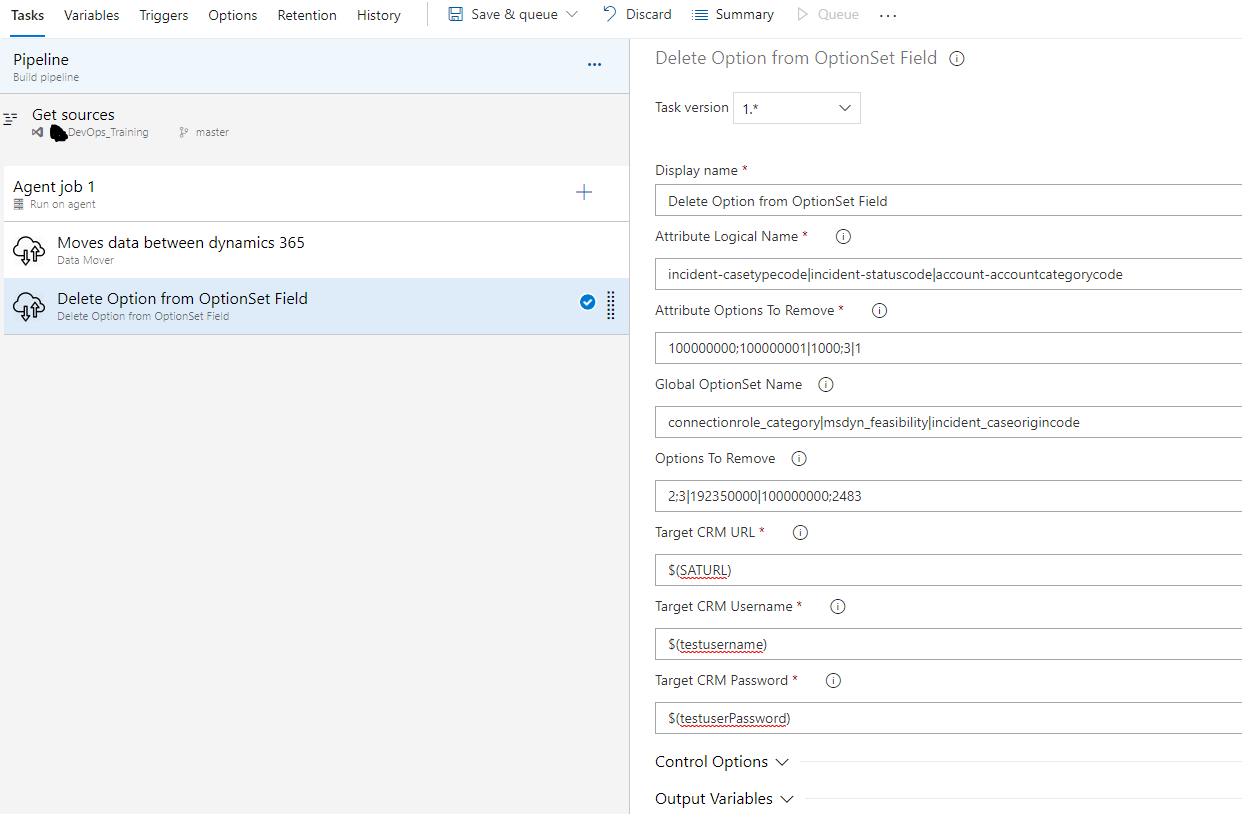 Tasks Variables Triggers Options Retention History Save & queue Discard Summary Queue ...
Pipeline
Build pipeline
Get sources
DevOps_Training master
Agent job 1
Run on agent
Moves data between dynamics 365
Data Mover
Delete Option from OptionSet Field
Delete Option from OptionSet Field
Delete Option from OptionSet Field
Task version 1.*
Display name *
Delete Option from OptionSet Field
Attribute Logical Name *
incident-casetypecode|incident-statuscode|account-accountcategorycode
Attribute Options To Remove *
100000000;100000001|1000;3|1
Global OptionSet Name
connectionrole_category|msdyn_feasibility|incident_caseorigincode
Options To Remove
2;3|192350000|100000000;2483
Target CRM URL *
$(SATURL)
Target CRM Username *
$(testusername)
Target CRM Password *
$(testuserPassword)
Control Options
Output Variables